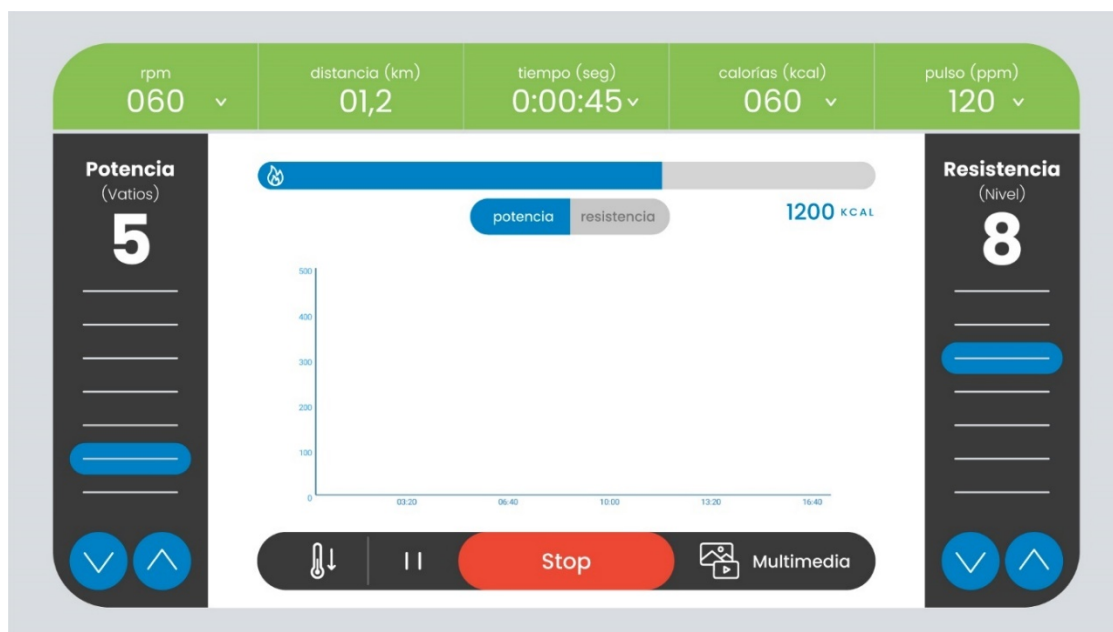 rpm
060
distancia (km)
01,2
tiempo (seg)
0:00:45
calorías (kcal)
060
pulso (ppm)
120
Potencia
(Vatios)
5
potencia
resistencia
1200 KCAL
500
400
300
200
100
0
03:20
06:40
10:00
13:20
16:40
Stop
Multimedia
Resistencia
(Nivel)
8